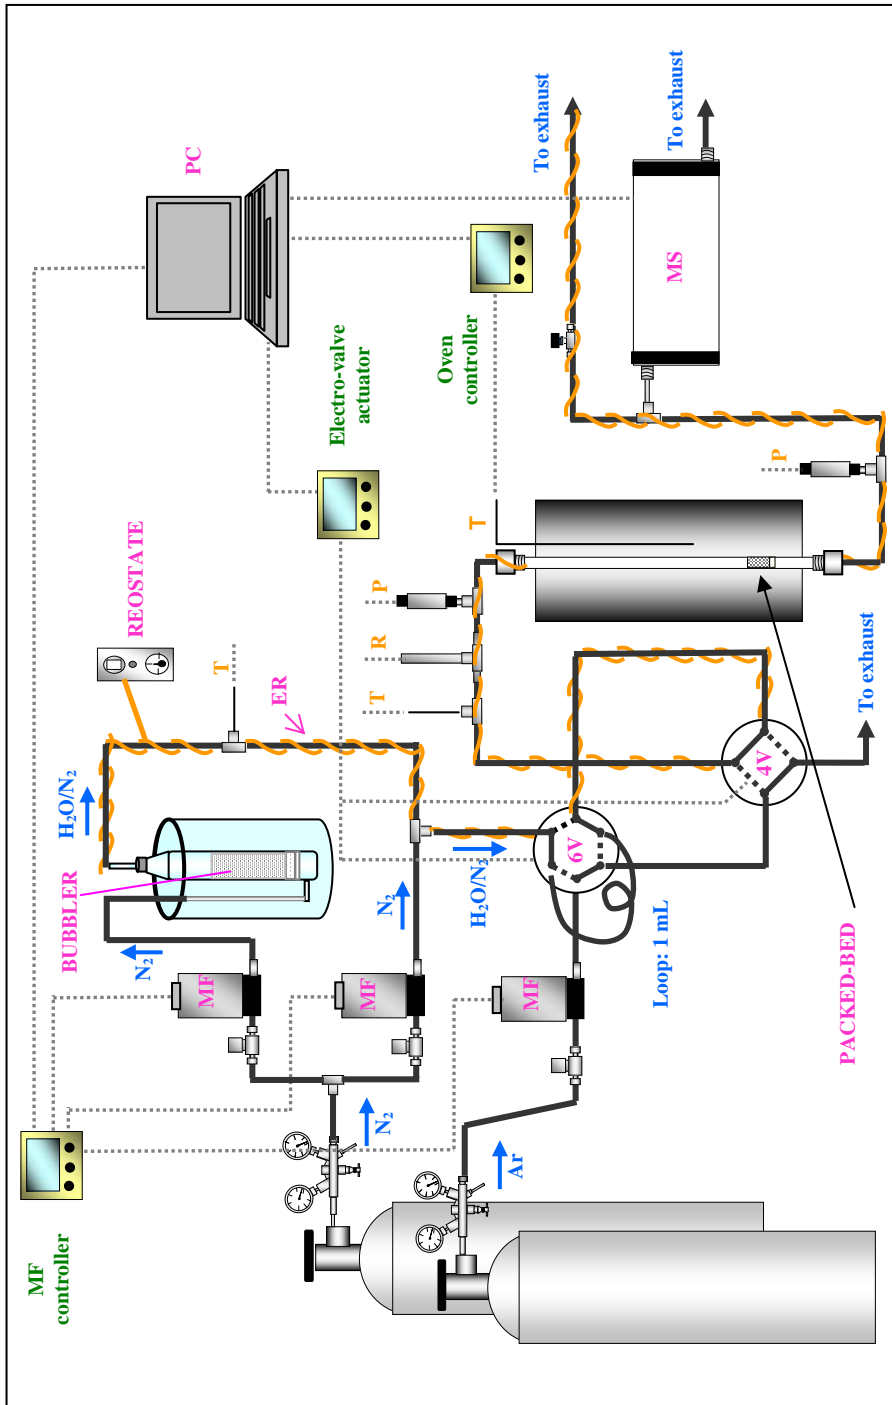 PC
To exhaust
To exhaust
MS
Electro-valve
actuator
Oven
controller
REOSTATE
T
ER
T
R
P
T
P
H2O/N2
BUBBLER
N2
MF
MF
MF
N2
H2O/N2
6V
4V
To exhaust
Loop: 1 mL
PACKED-BED
N2
Ar
MF
controller